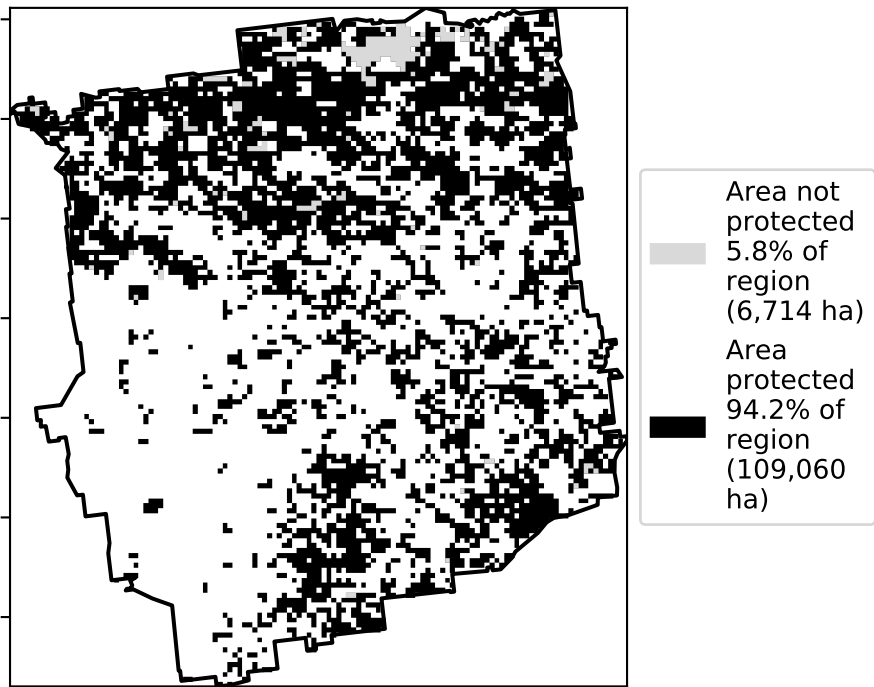 Area not
protected
5.8% of
region
(6,714 ha)
Area
protected
94.2% of
region
(109,060
ha)